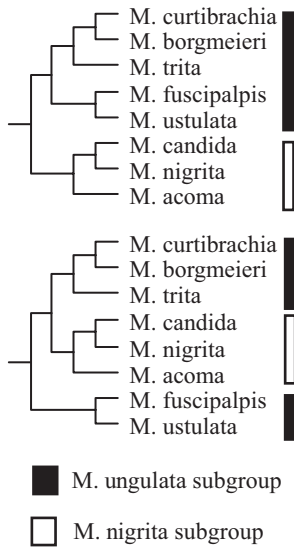 M. curtibrachia
M. borgmeieri
M. trita
M. fuscipalpis
M. ustulata
M. candida
M. nigrita
M. acoma
M. curtibrachia
M. borgmeieri
M. trita
M. candida
M. nigrita
M. acoma
M. fuscipalpis
M. ustulata
M. ungulata subgroup
M. nigrita subgroup